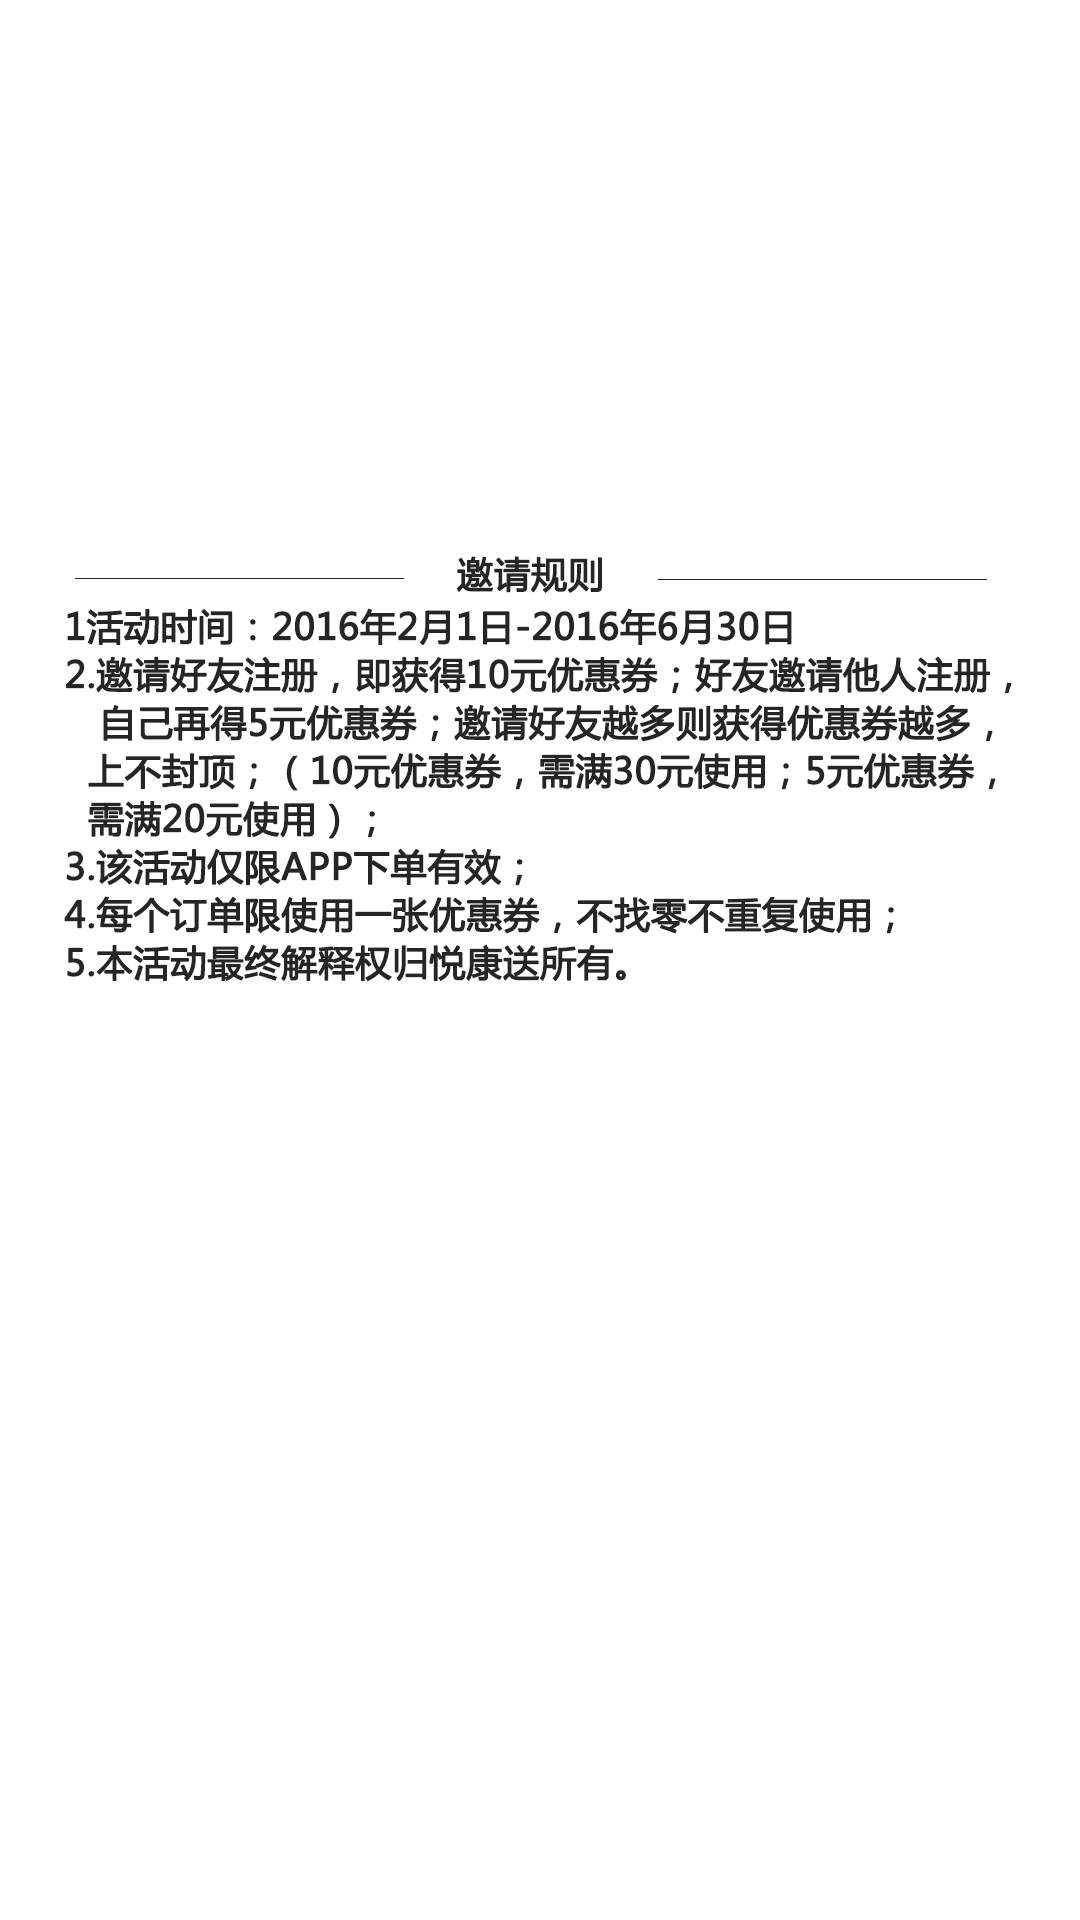 邀请规则
1活动时间：2016年2月1日-2016年6月30日
2.邀请好友注册，即获得10元优惠券；好友邀请他人注册，
自己再得5元优惠券；邀请好友越多则获得优惠券越多，
上不封顶；（10元优惠券，需满30元使用；5元优惠券，
需满20元使用）；
3.该活动仅限APP下单有效；
4.每个订单限使用一张优惠券，不找零不重复使用；
5.本活动最终解释权归悦康送所有。